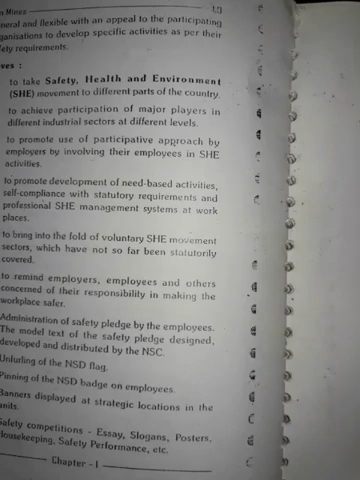 n Mines 1.3
neral and flexible with an appeal to the participating
ganisations to develop specific activities as per their
fety requirements.
ves :
to take Safety, Health and Environment
(SHE) movement to different parts of the country.
to achieve participation of major players in
different industrial sectors at different levels.
to promote use of participative approach by
employers by involving their employees in SHE
activities.
to promote development of need-based activities,
self-compliance with statutory requirements and
professional SHE management systems at work
places.
to bring into the fold of voluntary SHE movement
sectors, which have not so far been statutorily
covered.
to remind employers, employees and others
concerned of their responsibility in making the
workplace safer.
Administration of safety pledge by the employees.
The model text of the safety pledge designed,
developed and distributed by the NSC.
Unfurling of the NSD flag.
Pinning of the NSD badge on employees.
Banners displayed at strategic locations in the
units.
Safety competitions - Essay, Slogans, Posters,
Housekeeping, Safety Performance, etc.
Chapter - I